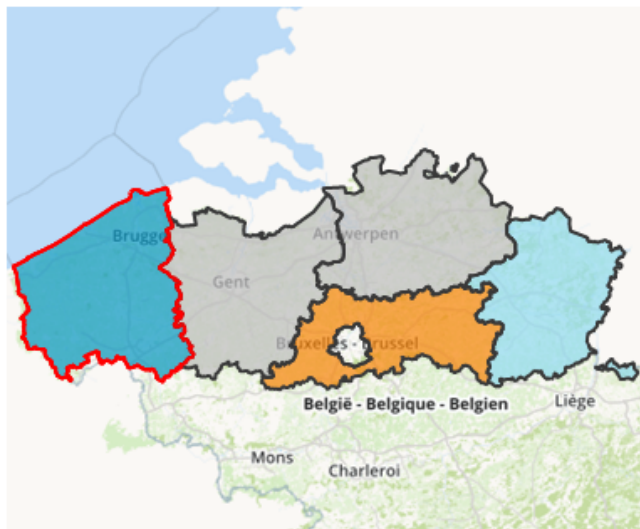 Brugge
Antwerpen
Gent
Bruxelles - Brussel
België - Belgique - Belgien
Liège
Mons
Charleroi